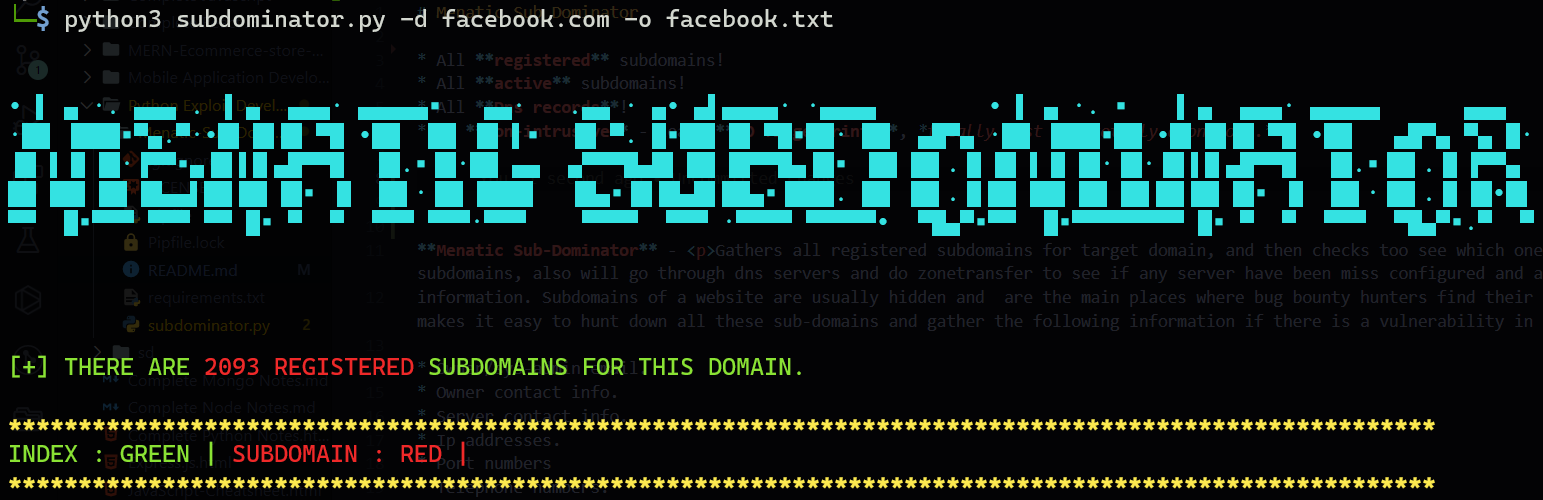 $ python3 subdominator.py -d facebook.com -o facebook.txt
# Menatic Sub-Dominator
MERN-Ecommerce-store-...
* All **registered** subdomains!
Mobile Application Develo...
* All **active** subdomains!
Python Exploit Devel...
* All **Dns records**!
MENATIC SUBDOMINATOR
Pipfile.lock
**Menatic Sub-Dominator** - <p>Gathers all registered subdomains for target domain, and then checks too see which one
README.md M
subdomains, also will go through dns servers and do zonetransfer to see if any server have been miss configured and a
requirements.txt
information. Subdomains of a website are usually hidden and are the main places where bug bounty hunters find their
subdominator.py 2
makes it easy to hunt down all these sub-domains and gather the following information if there is a vulnerability in
[+] THERE ARE 2093 REGISTERED SUBDOMAINS FOR THIS DOMAIN.
Complete Mongo Notes.md
* Owner contact info.
Complete Node Notes.md
* Server contact info
***********************************************************************************************
* Ip addresses.
INDEX : GREEN | SUBDOMAIN : RED |
* Port numbers
***********************************************************************************************
* Telephone numbers.